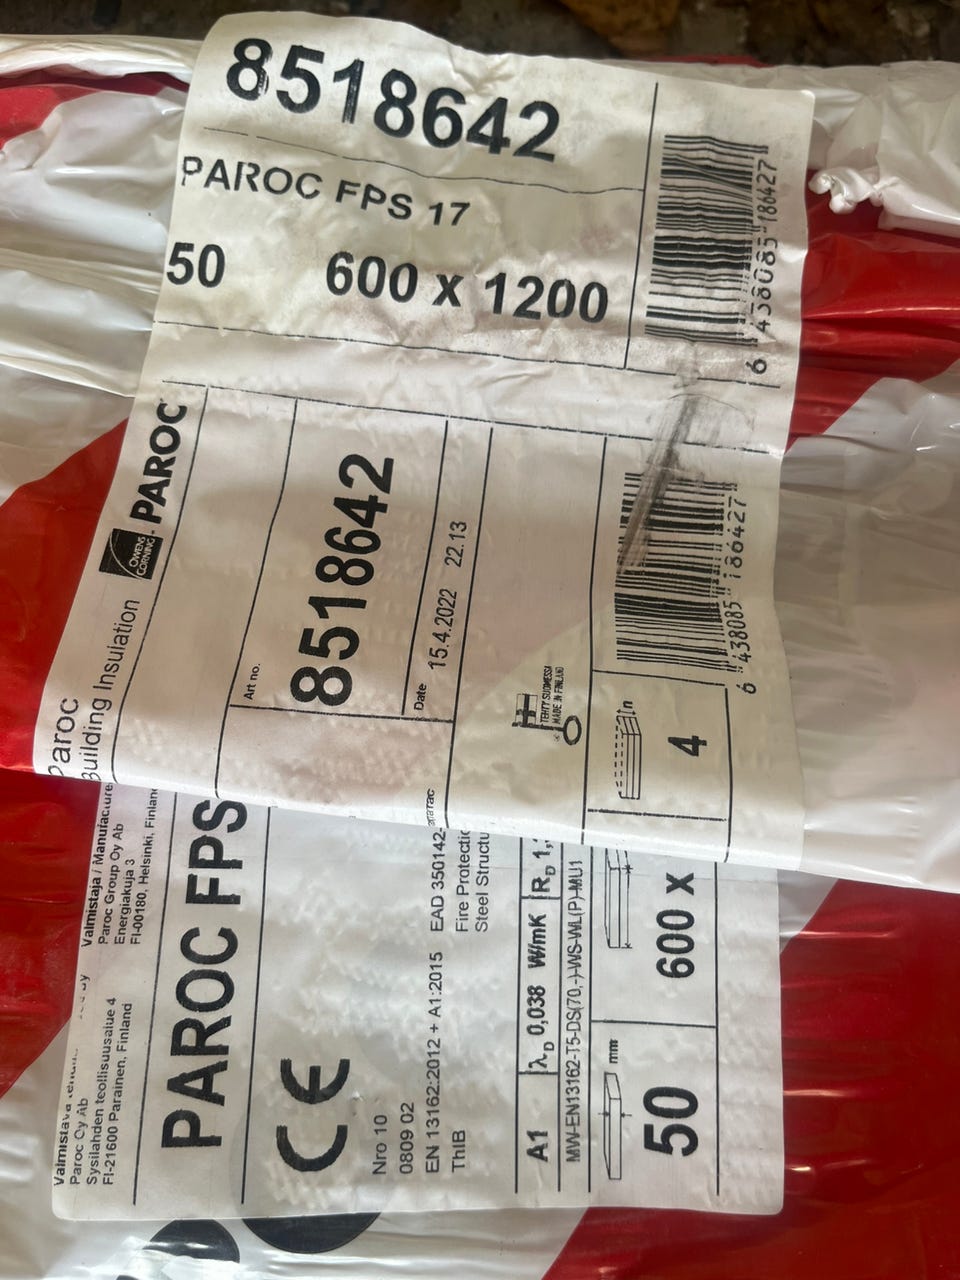 8518642
PAROC FPS 17
50 600 x 1200
6 438085 186427
OWENS CORNING
PAROC
Paroc
Building Insulation
Art no.
8518642
Date 15.4.2022 22.13
TEHTY SUOMESSA
MADE IN FINLAND
6 438085 186427
n
4
Paroc Oy Ab
Sysilahden teollisuusalue 4
FI-21600 Parainen, Finland
Valmistaja / Manufacture
Paroc Group Oy Ab
Energiakuja 3
FI-00180, Helsinki, Finland
PAROC FPS
CE
Nro 10
0809 02
EN 13162:2012 + A1:2015 EAD 350142-
ThIB
Fire Protectio
Steel Structu
A1 λD 0,038 W/mK RD 1,
MW-EN13162-T5-DS(70,-)-WS-WL(P)-MU1
mm
50 600 x